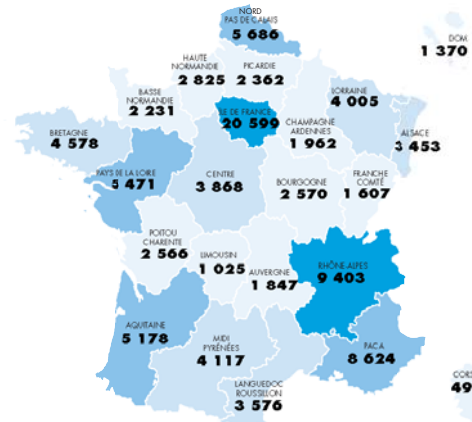 NORD
PAS DE CALAIS
5 686
DOM
1 370
HAUTE
NORMANDIE
2 825
PICARDIE
2 362
BASSE
NORMANDIE
2 231
LORRAINE
4 005
ILE DE FRANCE
20 599
CHAMPAGNE
ARDENNES
1 962
ALSACE
3 453
BRETAGNE
4 578
PAYS DE LA LOIRE
5 471
CENTRE
3 868
BOURGOGNE
2 570
FRANCHE
COMTÉ
1 607
POITOU
CHARENTE
2 566
LIMOUSIN
1 025
AUVERGNE
1 847
RHÔNE-ALPES
9 403
AQUITAINE
5 178
MIDI
PYRÉNÉES
4 117
PACA
8 624
LANGUEDOC
ROUSSILLON
3 576
CORS
49